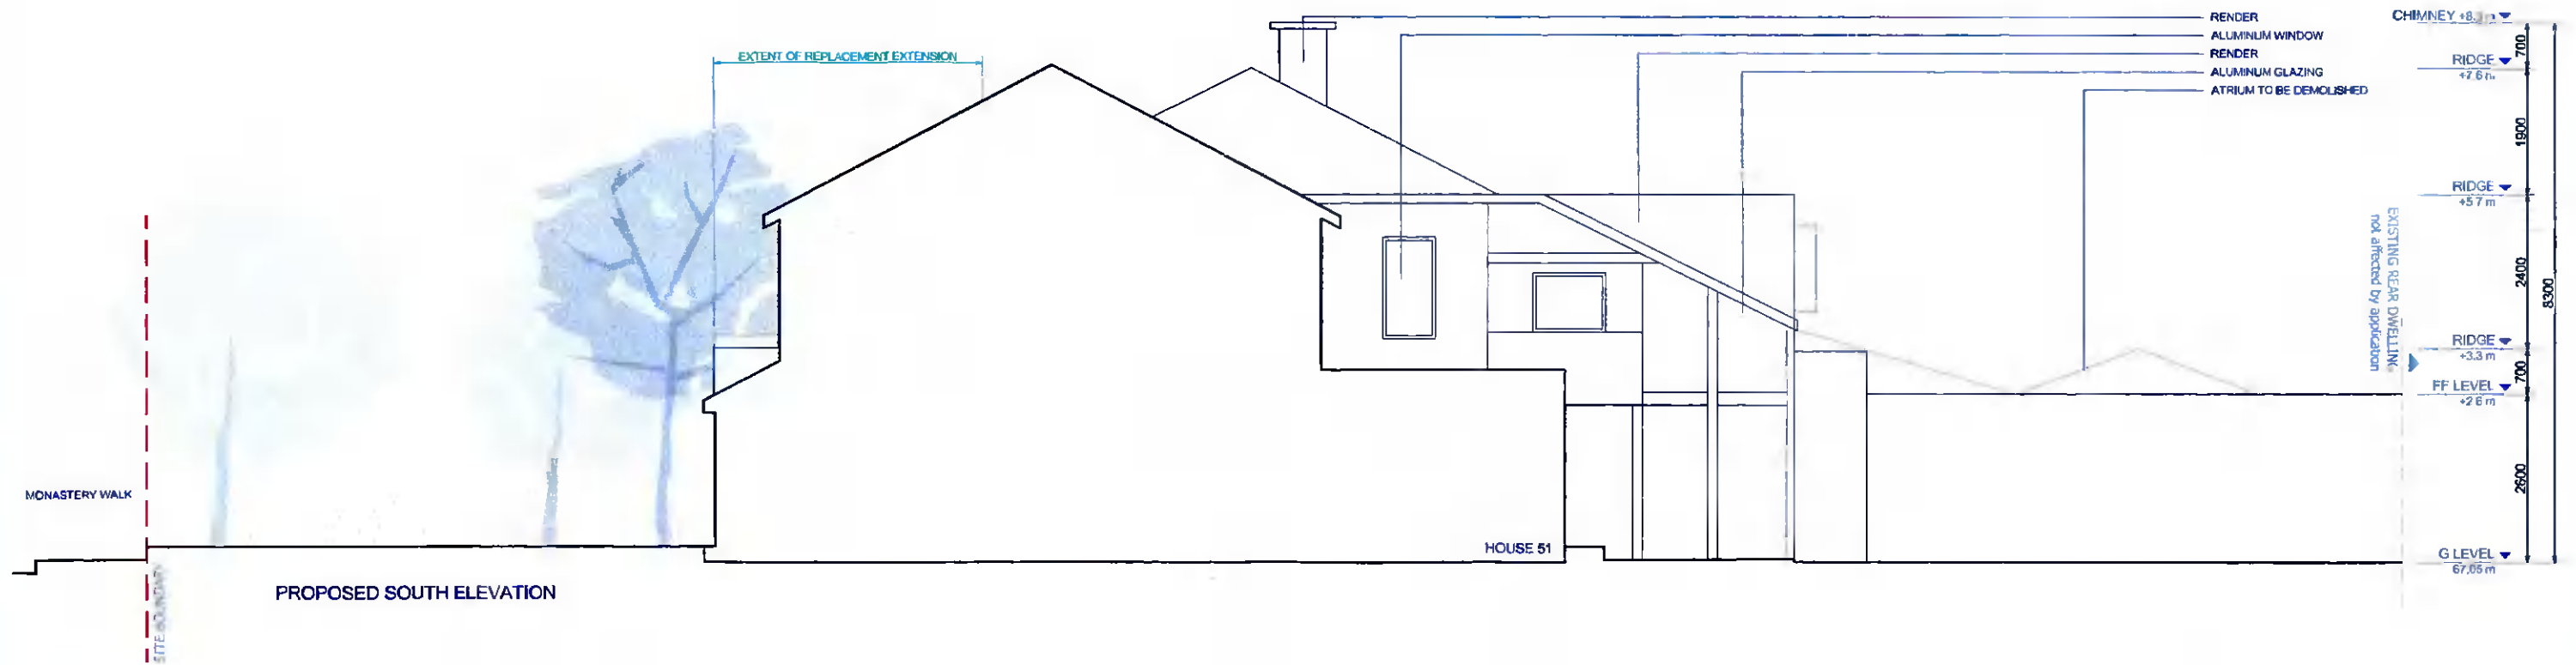 RENDER
ALUMINUM WINDOW
RENDER
ALUMINUM GLAZING
ATRIUM TO BE DEMOLISHED
EXTENT OF REPLACEMENT EXTENSION
CHIMNEY +8.3 m
RIDGE
+7.6 m
RIDGE
+5.7 m
RIDGE
+3.3 m
FF LEVEL
+2.6 m
G LEVEL
67.05 m
700
1900
2400
700
2600
8300
EXISTING REAR DWELLING
not affected by application
MONASTERY WALK
HOUSE 51
SITE BOUNDARY
PROPOSED SOUTH ELEVATION